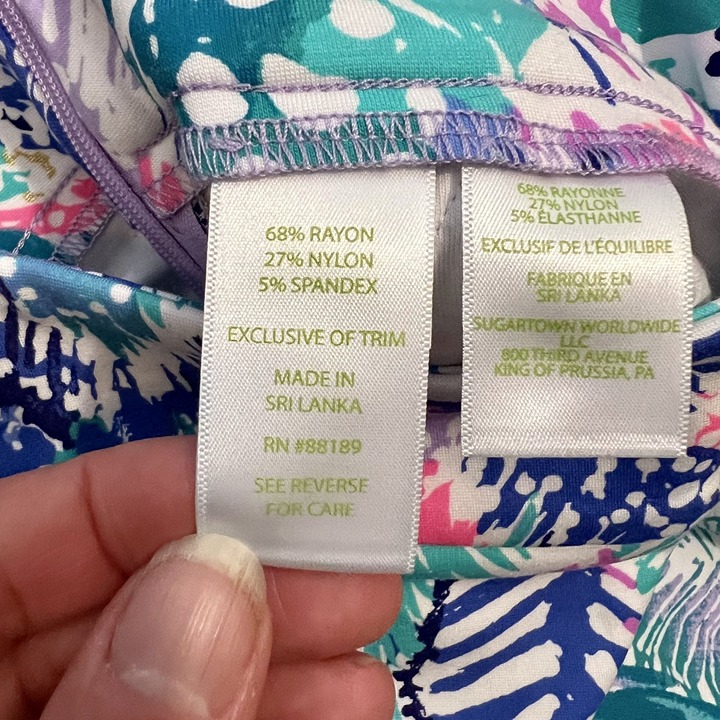 68% RAYON
27% NYLON
5% SPANDEX
EXCLUSIVE OF TRIM
MADE IN
SRI LANKA
RN #88189
SEE REVERSE
FOR CARE
68% RAYONNE
27% NYLON
5% ÉLASTHANNE
EXCLUSIF DE L'ÉQUILIBRE
FABRIQUE EN
SRI LANKA
SUGARTOWN WORLDWIDE
LLC
800 THIRD AVENUE
KING OF PRUSSIA, PA